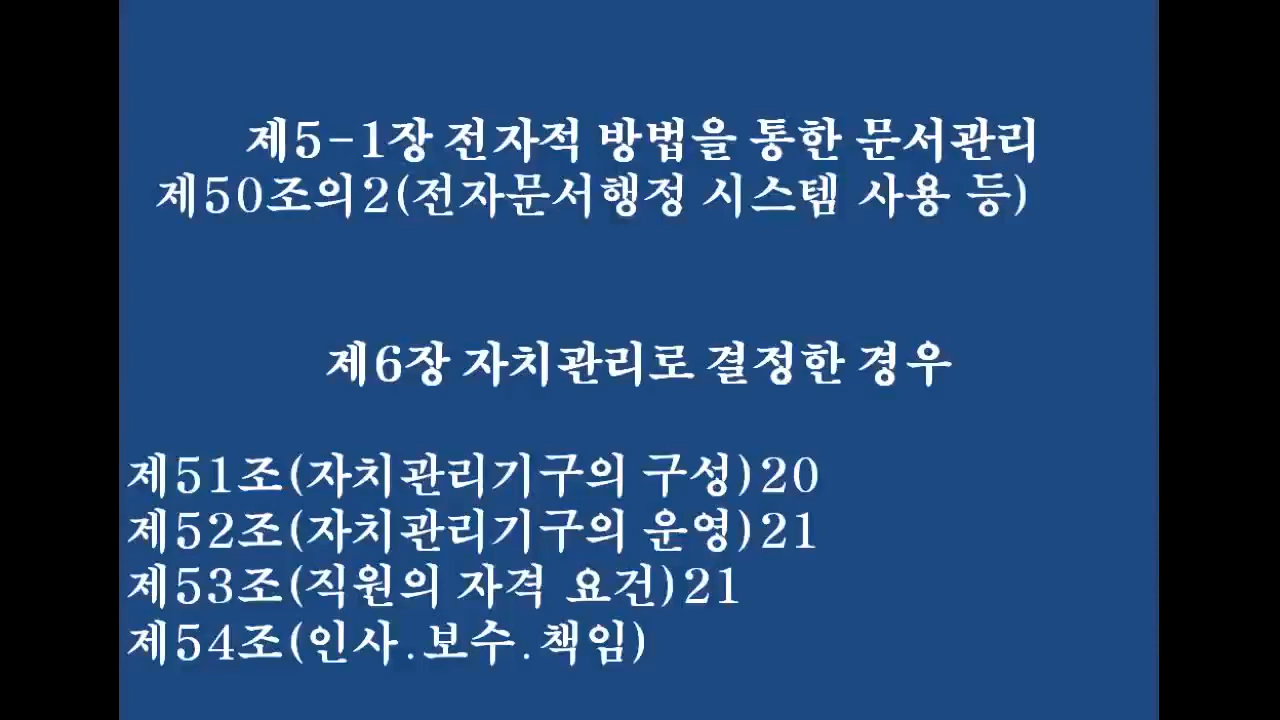 제5-1장 전자적 방법을 통한 문서관리
제50조의2(전자문서행정 시스템 사용 등)
제6장 자치관리로 결정한 경우
제51조(자치관리기구의 구성)20
제52조(자치관리기구의 운영)21
제53조(직원의 자격 요건)21
제54조(인사.보수.책임)